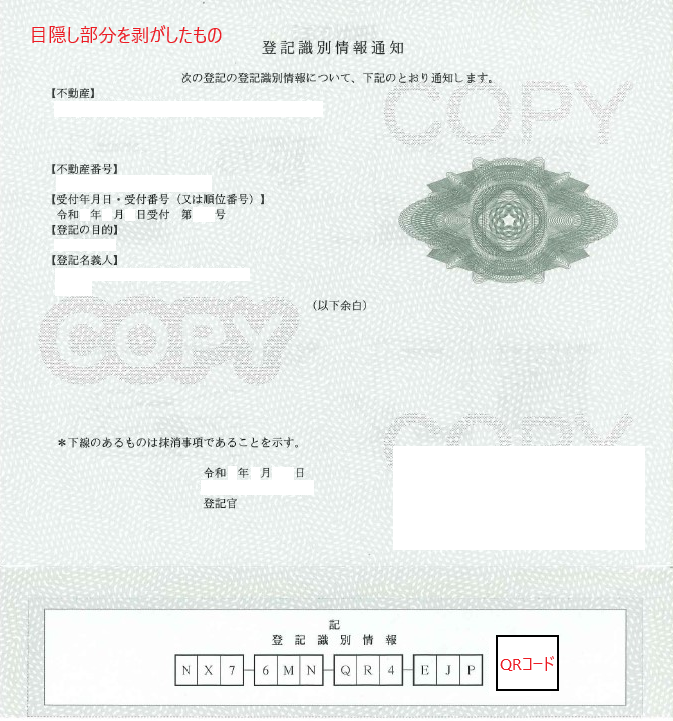 目隠し部分を剥がしたもの
登記識別情報通知
次の登記の登記識別情報について、下記のとおり通知します。
【不動産】
COPY
【不動産番号】
【受付年月日・受付番号（又は順位番号）】
令和 年 月 日受付 第 号
【登記の目的】
【登記名義人】
（以下余白）
COPY
COPY
＊下線のあるものは抹消事項であることを示す。
令和 年 月 日
登記官
記
登記識別情報
NX7-6MN-QR4-EJP
QRコード